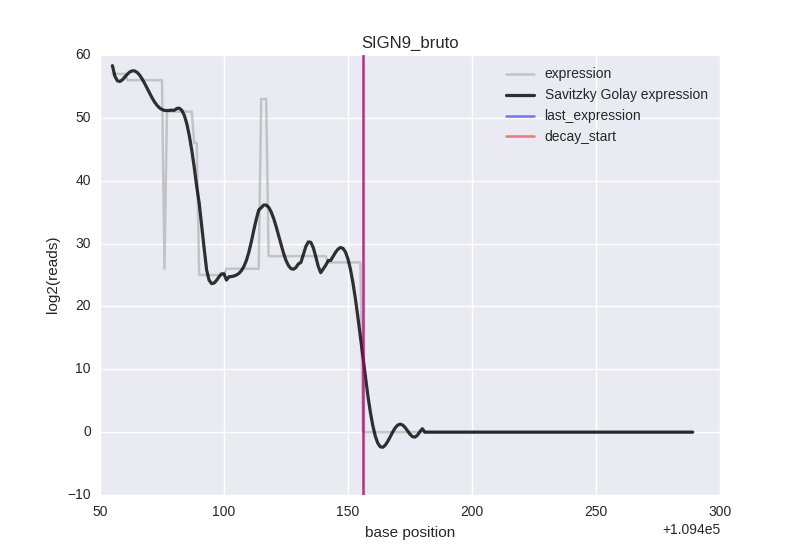 SIGN9_bruto
60
50
40
30
20
10
0
−10
log2(reads)
expression
Savitzky Golay expression
last_expression
decay_start
50
100
150
200
250
300
+1.094e5
base position